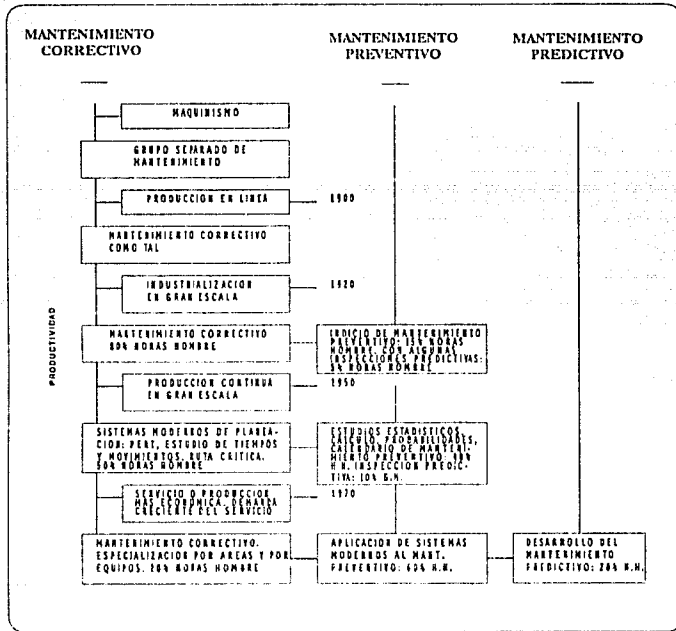 MANTENIMIENTO
CORRECTIVO
MANTENIMIENTO
PREVENTIVO
MANTENIMIENTO
PREDICTIVO
MAQUINISMO
GRUPO SEPARADO DE
MANTENIMIENTO
PRODUCCION EN LINEA
1900
MANTENIMIENTO CORRECTIVO
COMO TAL
INDUSTRIALIZACION
EN GRAN ESCALA
1920
PRODUCTIVIDAD
MANTENIMIENTO CORRECTIVO
80% HORAS HOMBRE
INDICIO DE MANTENIMIENTO
PREVENTIVO: 15% HORAS
HOMBRE, CON ALGUNAS
INSPECCIONES PREDICTIVAS:
5% HORAS HOMBRE
PRODUCCION CONTINUA
EN GRAN ESCALA
1950
SISTEMAS MODERNOS DE PLANEA-
CION: PERT, ESTUDIO DE TIEMPOS
Y MOVIMIENTOS, RUTA CRITICA.
50% HORAS HOMBRE
ESTUDIOS ESTADISTICOS,
CALCULO, PROBABILIDADES,
CALENDARIO DE MANTENI-
MIENTO PREVENTIVO: 40%
H.H. INSPECCION PREDIC-
TIVA: 10% H.H.
SERVICIO O PRODUCCION
MAS ECONOMICA, DEMANDA
CRECIENTE DEL SERVICIO
1970
MANTENIMIENTO CORRECTIVO.
ESPECIALIZACION POR AREAS Y POR
EQUIPOS. 20% HORAS HOMBRE
APLICACION DE SISTEMAS
MODERNOS AL MANT.
PREVENTIVO: 60% H.H.
DESARROLLO DEL
MANTENIMIENTO
PREDICTIVO: 20% H.H.